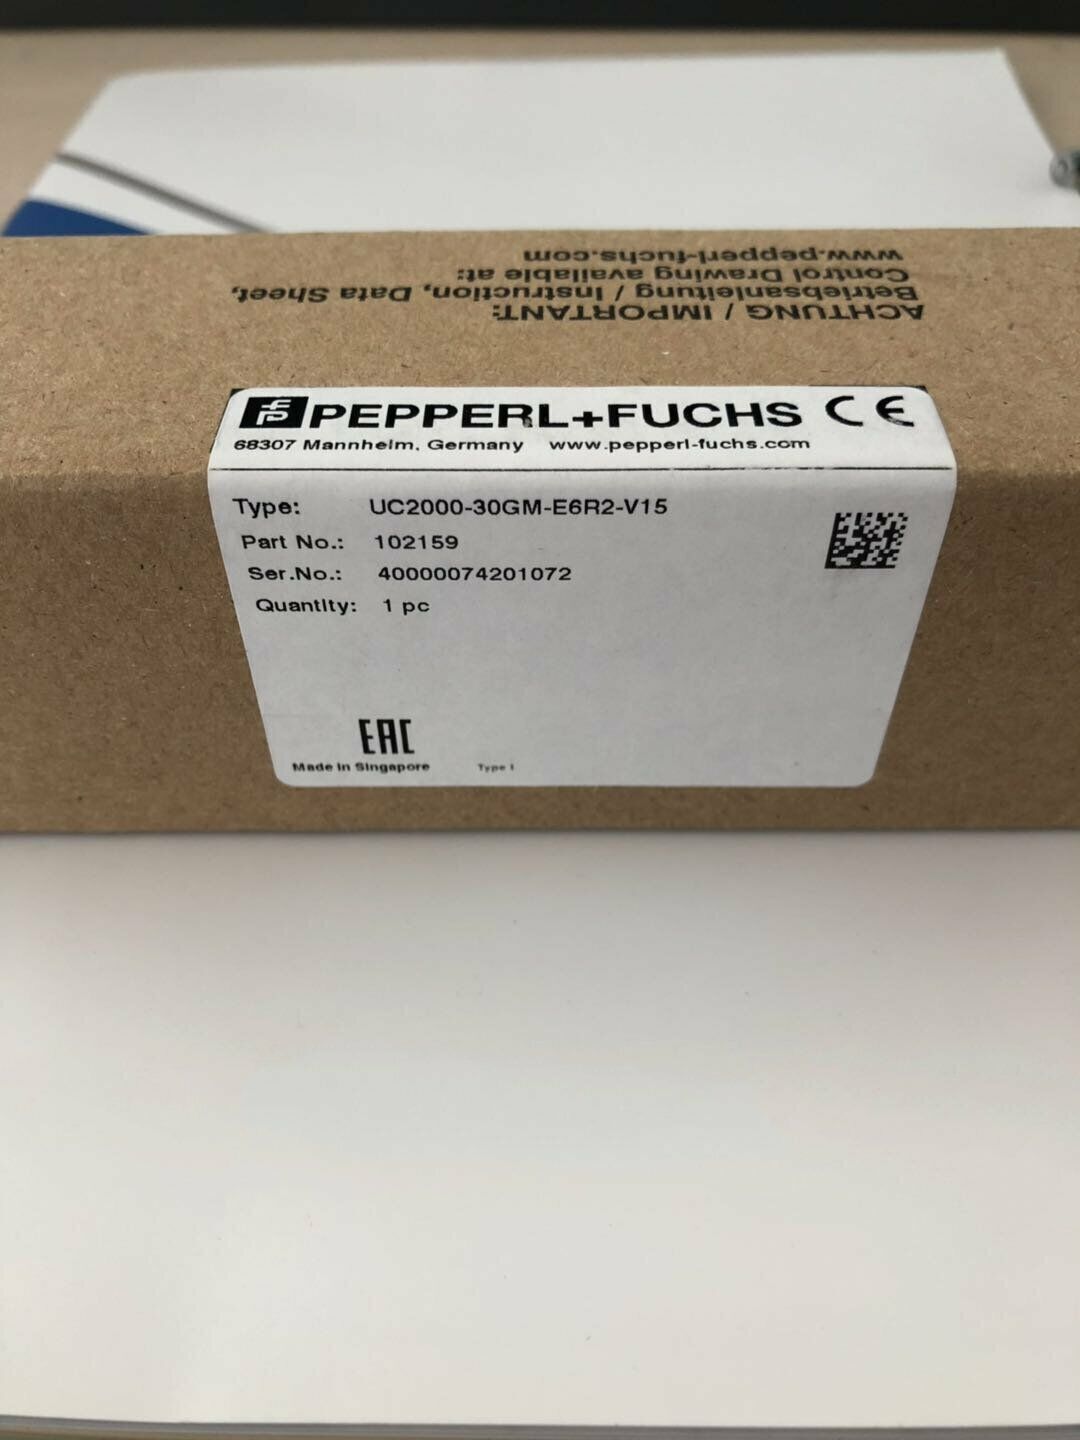 ACHTUNG / IMPORTANT:
Betriebsanleitung / Instruction, Data Sheet,
Control Drawing available at:
www.pepperl-fuchs.com
PEPPERL+FUCHS CE
68307 Mannheim, Germany www.pepperl-fuchs.com
Type: UC2000-30GM-E6R2-V15
Part No.: 102159
Ser.No.: 40000074201072
Quantity: 1 pc
EAC
Made in Singapore Type 1